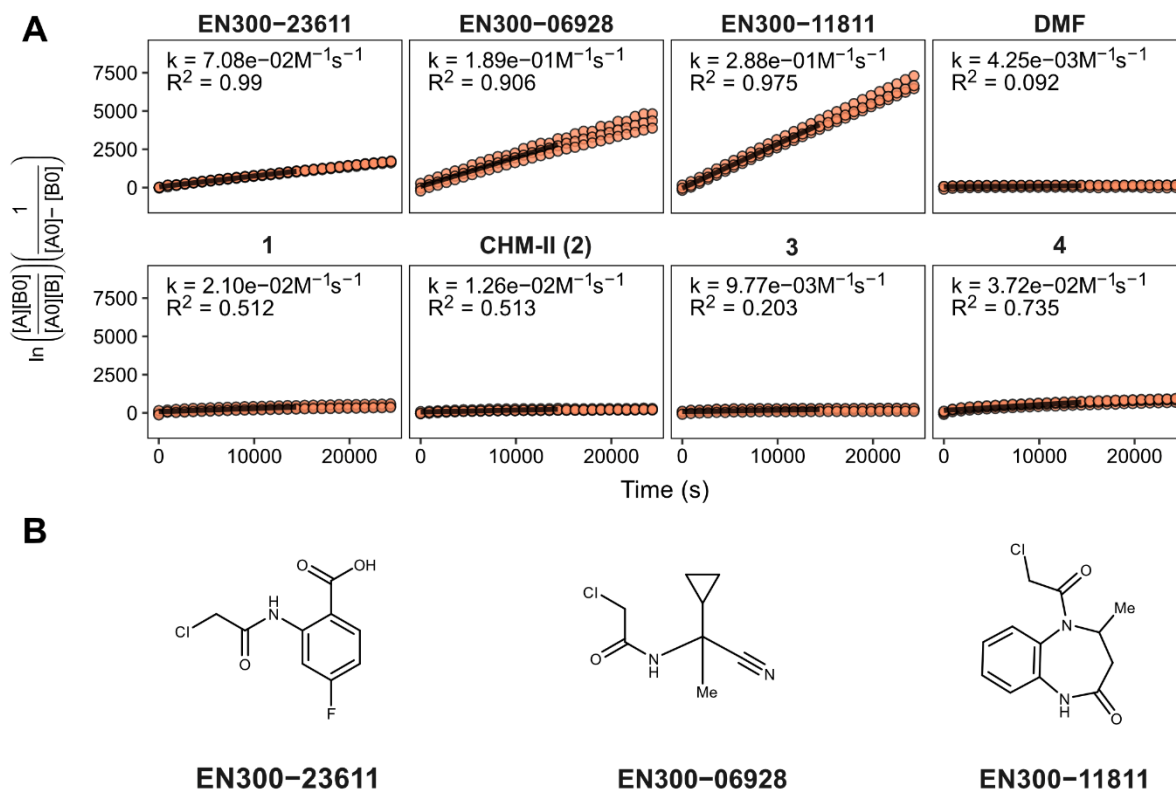 A
EN300−23611 EN300−06928 EN300−11811 DMF
k = 7.08e−02M⁻¹s⁻¹
R² = 0.99
k = 1.89e−01M⁻¹s⁻¹
R² = 0.906
k = 2.88e−01M⁻¹s⁻¹
R² = 0.975
k = 4.25e−03M⁻¹s⁻¹
R² = 0.092
7500
5000
2500
0
ln([A][B0]/[A0][B])(1/[A0]− [B0])
1 CHM-II (2) 3 4
k = 2.10e−02M⁻¹s⁻¹
R² = 0.512
k = 1.26e−02M⁻¹s⁻¹
R² = 0.513
k = 9.77e−03M⁻¹s⁻¹
R² = 0.203
k = 3.72e−02M⁻¹s⁻¹
R² = 0.735
7500
5000
2500
0
0 10000 20000 0 10000 20000 0 10000 20000 0 10000 20000
Time (s)
B
O OH
H
N
Cl
O
F
Cl
O
N
H
N
Me
Cl
O
N
Me
N
H
O
EN300−23611 EN300−06928 EN300−11811